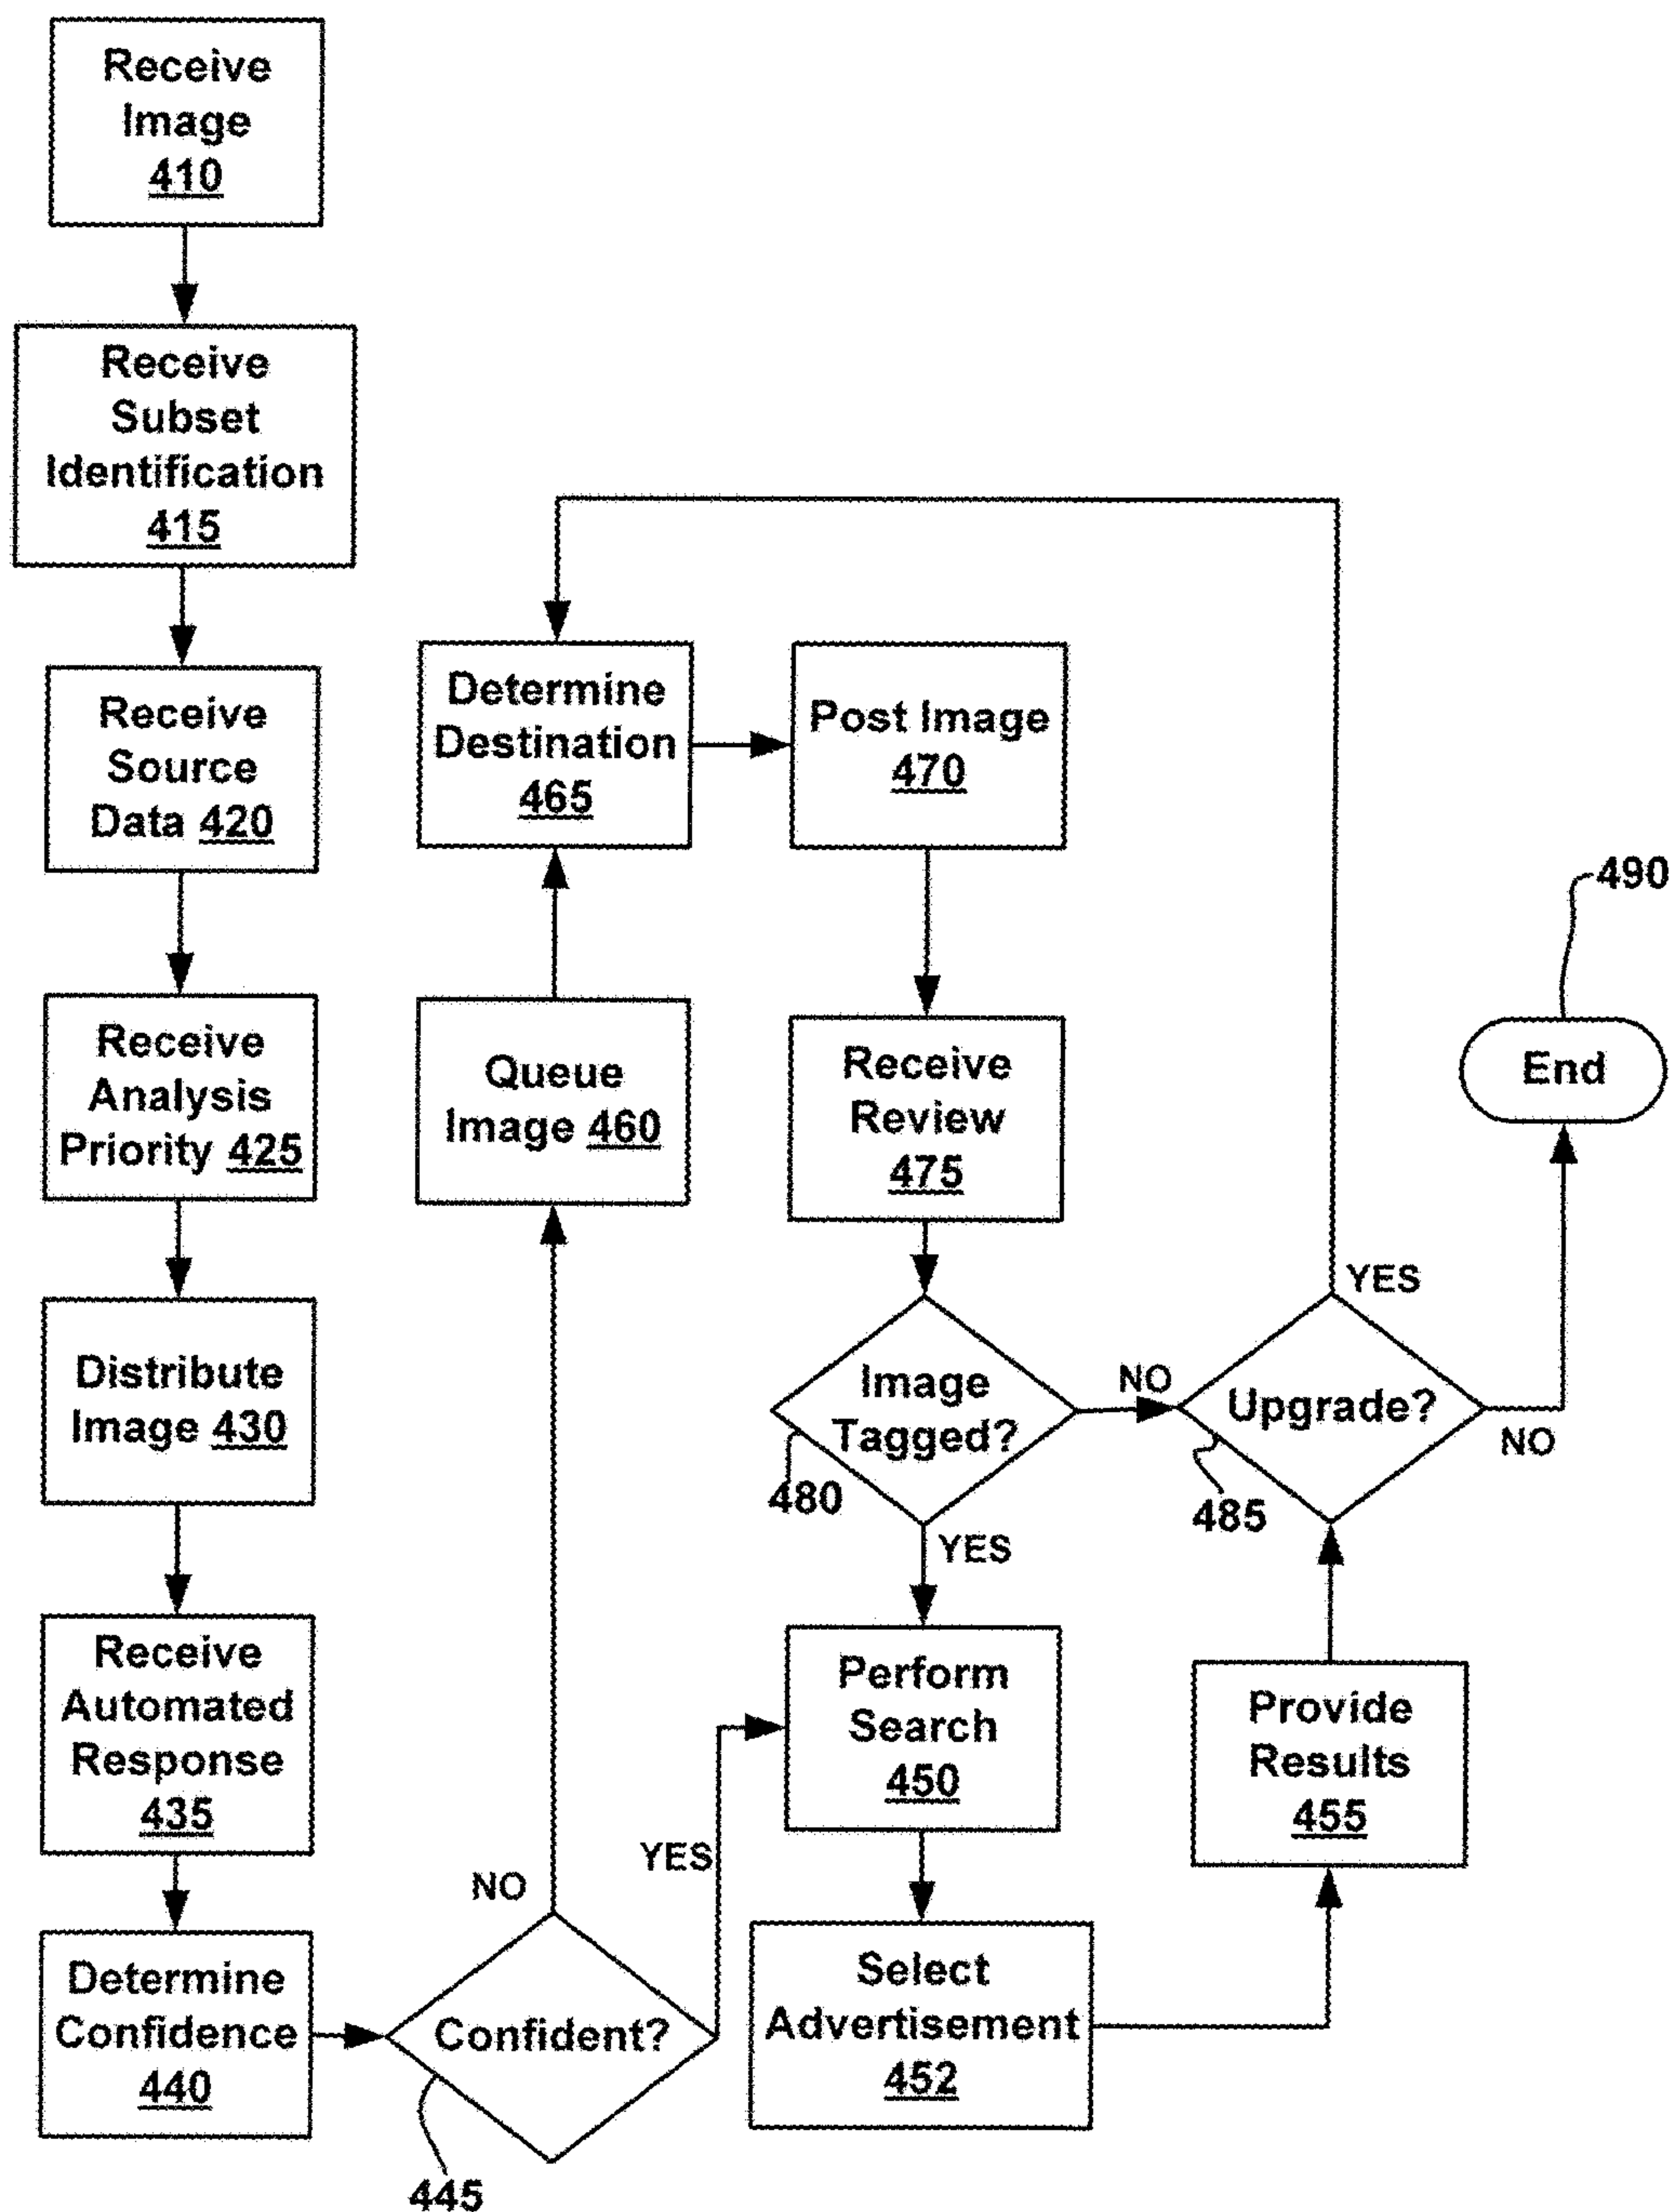 Receive
Image
410
Receive
Subset
Identification
415
Receive
Source
Data 420
Receive
Analysis
Priority 425
Distribute
Image 430
Receive
Automated
Response
435
Determine
Confidence
440
Confident?
445
NO
YES
Queue
Image 460
Determine
Destination
465
Post Image
470
Receive
Review
475
Image
Tagged?
480
NO
YES
Perform
Search
450
Select
Advertisement
452
Provide
Results
455
Upgrade?
485
YES
NO
End
490